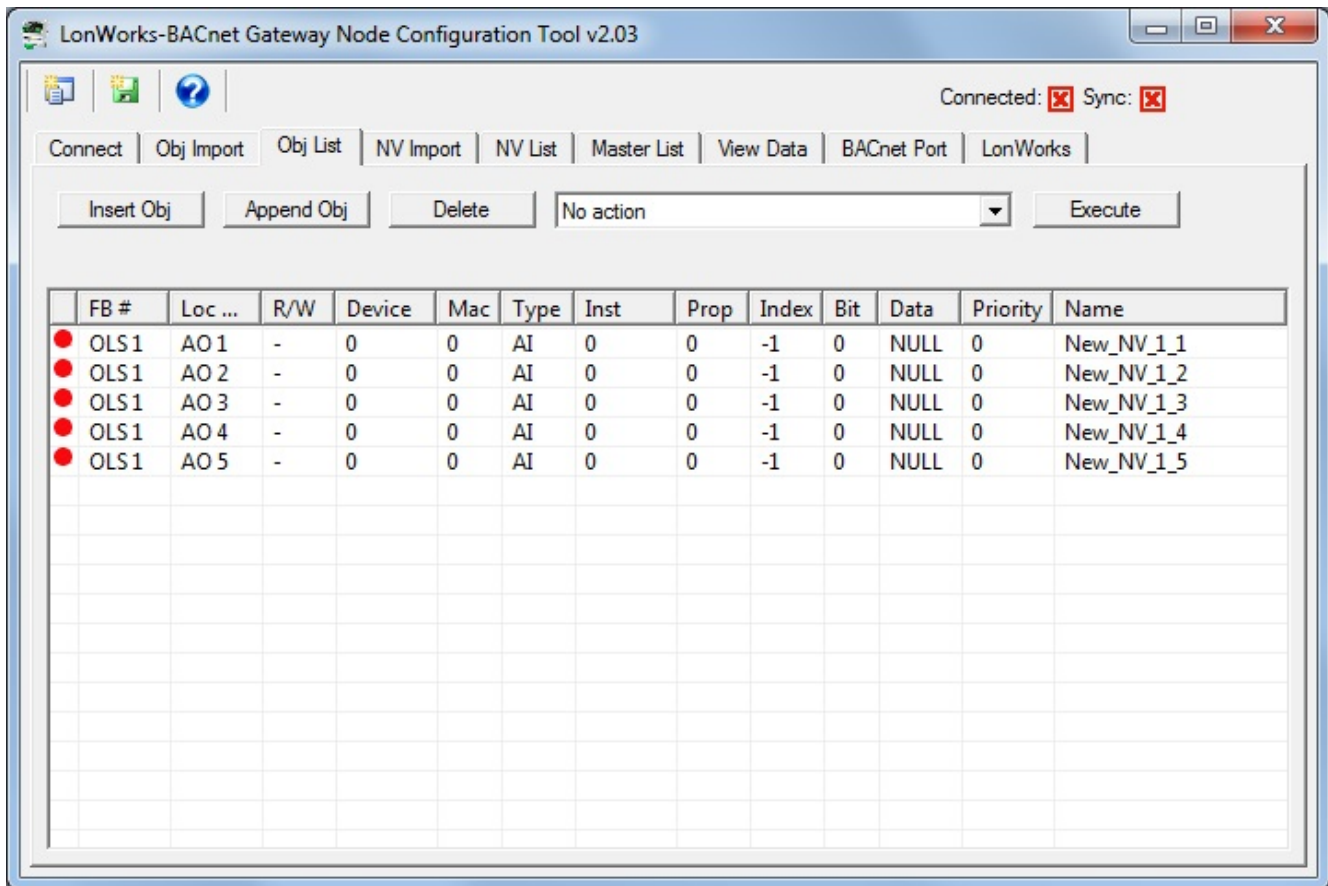 LonWorks-BACnet Gateway Node Configuration Tool v2.03
Connected: Sync:
Connect Obj Import Obj List NV Import NV List Master List View Data BACnet Port LonWorks
Insert Obj Append Obj Delete No action Execute
FB # Loc ... R/W Device Mac Type Inst Prop Index Bit Data Priority Name
OLS 1 AO 1 - 0 0 AI 0 0 -1 0 NULL 0 New_NV_1_1
OLS 1 AO 2 - 0 0 AI 0 0 -1 0 NULL 0 New_NV_1_2
OLS 1 AO 3 - 0 0 AI 0 0 -1 0 NULL 0 New_NV_1_3
OLS 1 AO 4 - 0 0 AI 0 0 -1 0 NULL 0 New_NV_1_4
OLS 1 AO 5 - 0 0 AI 0 0 -1 0 NULL 0 New_NV_1_5